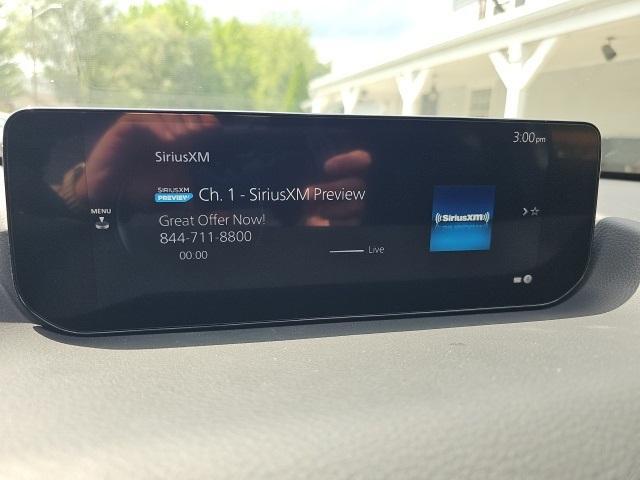 3:00pm
SiriusXM
SIRIUSXM
PREVIEW
Ch. 1 - SiriusXM Preview
MENU
Great Offer Now!
844-711-8800
00:00
Live
((SiriusXM))